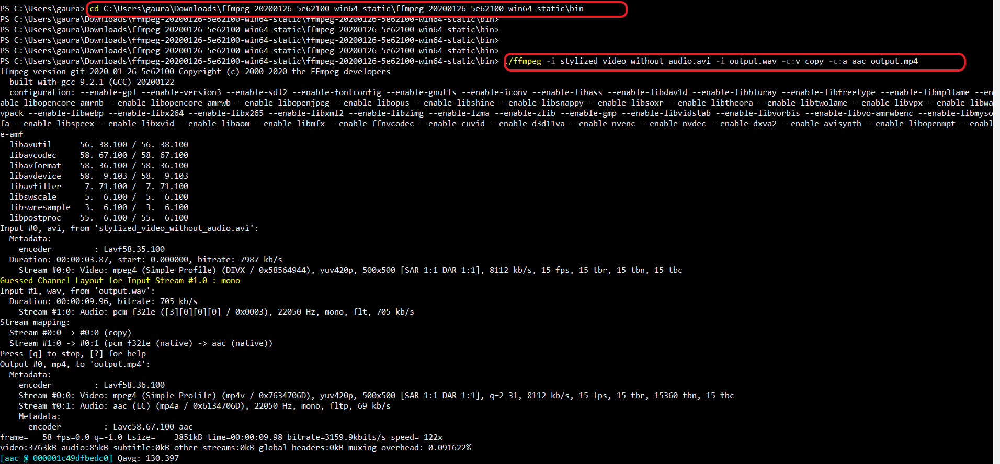 PS C:\Users\gaura> cd C:\Users\gaura\Downloads\ffmpeg-20200126-5e62100-win64-static\ffmpeg-20200126-5e62100-win64-static\bin
PS C:\Users\gaura\Downloads\ffmpeg-20200126-5e62100-win64-static\ffmpeg-20200126-5e62100-win64-static\bin>
PS C:\Users\gaura\Downloads\ffmpeg-20200126-5e62100-win64-static\ffmpeg-20200126-5e62100-win64-static\bin>
PS C:\Users\gaura\Downloads\ffmpeg-20200126-5e62100-win64-static\ffmpeg-20200126-5e62100-win64-static\bin>
PS C:\Users\gaura\Downloads\ffmpeg-20200126-5e62100-win64-static\ffmpeg-20200126-5e62100-win64-static\bin>
PS C:\Users\gaura\Downloads\ffmpeg-20200126-5e62100-win64-static\ffmpeg-20200126-5e62100-win64-static\bin> ./ffmpeg -i stylized_video_without_audio.avi -i output.wav -c:v copy -c:a aac output.mp4
ffmpeg version git-2020-01-26-5e62100 Copyright (c) 2000-2020 the FFmpeg developers
  built with gcc 9.2.1 (GCC) 20200122
  configuration: --enable-gpl --enable-version3 --enable-sdl2 --enable-fontconfig --enable-gnutls --enable-iconv --enable-libass --enable-libdav1d --enable-libbluray --enable-libfreetype --enable-libmp3lame --en
able-libopencore-amrnb --enable-libopencore-amrwb --enable-libopenjpeg --enable-libopus --enable-libshine --enable-libsnappy --enable-libsoxr --enable-libtheora --enable-libtwolame --enable-libvpx --enable-libwa
vpack --enable-libwebp --enable-libx264 --enable-libx265 --enable-libxml2 --enable-libzimg --enable-lzma --enable-zlib --enable-gmp --enable-libvidstab --enable-libvorbis --enable-libvo-amrwbenc --enable-libmyso
fa --enable-libspeex --enable-libxvid --enable-libaom --enable-libmfx --enable-ffnvcodec --enable-cuvid --enable-d3d11va --enable-nvenc --enable-nvdec --enable-dxva2 --enable-avisynth --enable-libopenmpt --enabl
e-amf
  libavutil      56. 38.100 / 56. 38.100
  libavcodec     58. 67.100 / 58. 67.100
  libavformat    58. 36.100 / 58. 36.100
  libavdevice    58.  9.103 / 58.  9.103
  libavfilter     7. 71.100 /  7. 71.100
  libswscale      5.  6.100 /  5.  6.100
  libswresample   3.  6.100 /  3.  6.100
  libpostproc    55.  6.100 / 55.  6.100
Input #0, avi, from 'stylized_video_without_audio.avi':
  Metadata:
    encoder         : Lavf58.35.100
  Duration: 00:00:03.87, start: 0.000000, bitrate: 7987 kb/s
    Stream #0:0: Video: mpeg4 (Simple Profile) (DIVX / 0x58564944), yuv420p, 500x500 [SAR 1:1 DAR 1:1], 8112 kb/s, 15 fps, 15 tbr, 15 tbn, 15 tbc
Guessed Channel Layout for Input Stream #1.0 : mono
Input #1, wav, from 'output.wav':
  Duration: 00:00:09.96, bitrate: 705 kb/s
    Stream #1:0: Audio: pcm_f32le ([3][0][0][0] / 0x0003), 22050 Hz, mono, flt, 705 kb/s
Stream mapping:
  Stream #0:0 -> #0:0 (copy)
  Stream #1:0 -> #0:1 (pcm_f32le (native) -> aac (native))
Press [q] to stop, [?] for help
Output #0, mp4, to 'output.mp4':
  Metadata:
    encoder         : Lavf58.36.100
    Stream #0:0: Video: mpeg4 (Simple Profile) (mp4v / 0x7634706D), yuv420p, 500x500 [SAR 1:1 DAR 1:1], q=2-31, 8112 kb/s, 15 fps, 15 tbr, 15360 tbn, 15 tbc
    Stream #0:1: Audio: aac (LC) (mp4a / 0x6134706D), 22050 Hz, mono, fltp, 69 kb/s
    Metadata:
      encoder         : Lavc58.67.100 aac
frame=   58 fps=0.0 q=-1.0 Lsize=    3851kB time=00:00:09.98 bitrate=3159.9kbits/s speed= 122x
video:3763kB audio:85kB subtitle:0kB other streams:0kB global headers:0kB muxing overhead: 0.091622%
[aac @ 000001c49dfbedc0] Qavg: 130.397